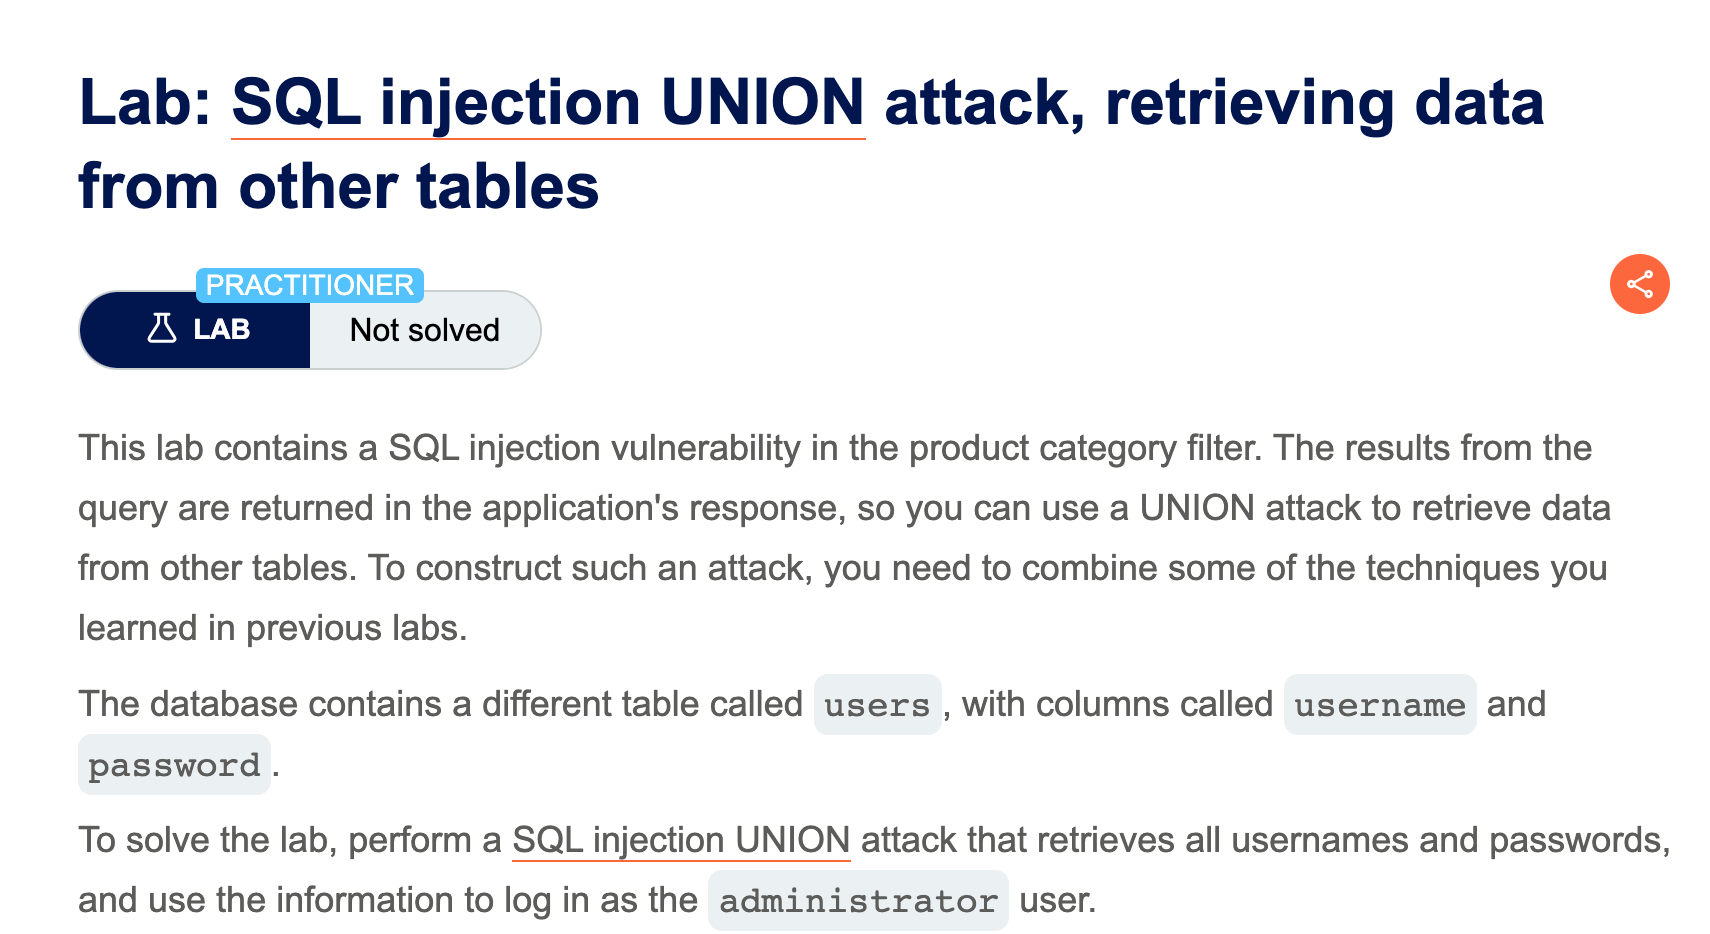 Lab: SQL injection UNION attack, retrieving data
from other tables
PRACTITIONER
LAB
Not solved
This lab contains a SQL injection vulnerability in the product category filter. The results from the
query are returned in the application's response, so you can use a UNION attack to retrieve data
from other tables. To construct such an attack, you need to combine some of the techniques you
learned in previous labs.
The database contains a different table called users, with columns called username and
password.
To solve the lab, perform a SQL injection UNION attack that retrieves all usernames and passwords,
and use the information to log in as the administrator user.